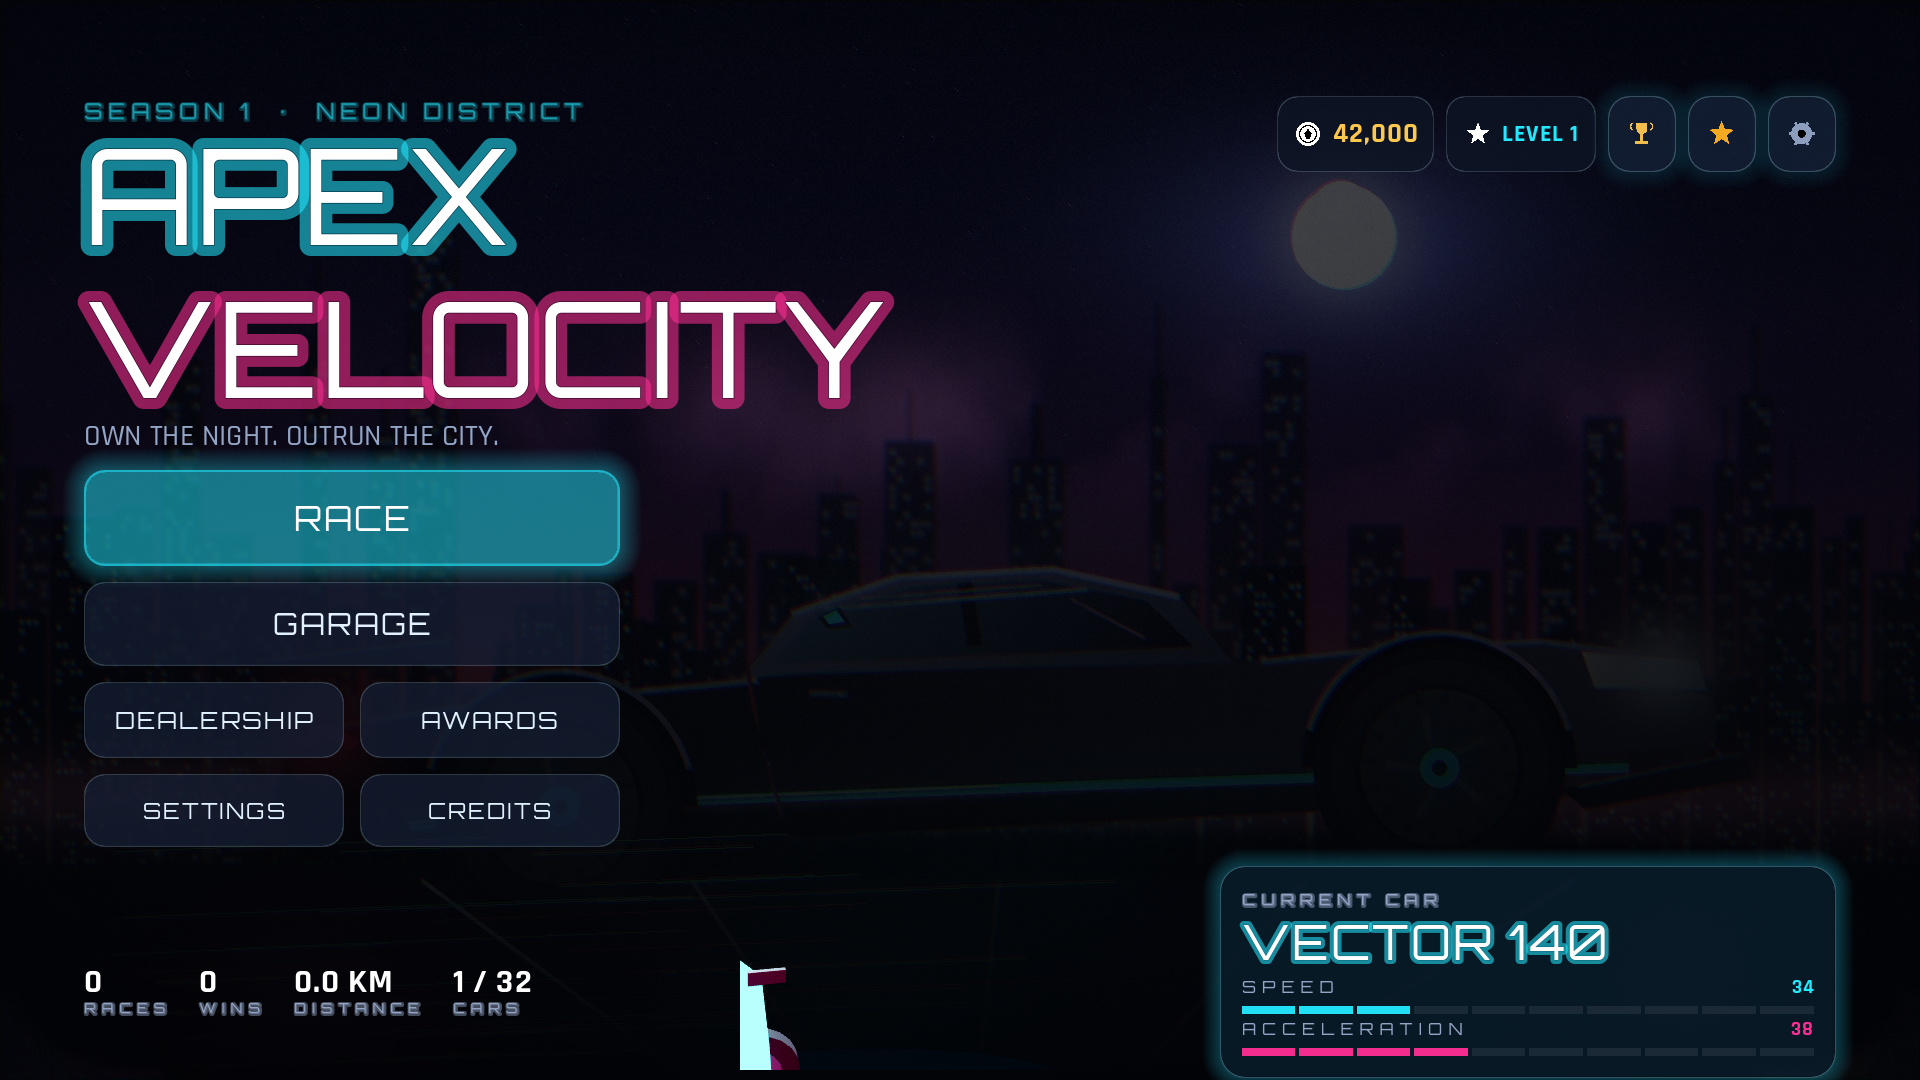 SEASON 1 · NEON DISTRICT
APEX
VELOCITY
OWN THE NIGHT. OUTRUN THE CITY.
42,000
LEVEL 1
RACE
GARAGE
DEALERSHIP
AWARDS
SETTINGS
CREDITS
0
RACES
0
WINS
0.0 KM
DISTANCE
1 / 32
CARS
CURRENT CAR
VECTOR 140
SPEED 34
ACCELERATION 38